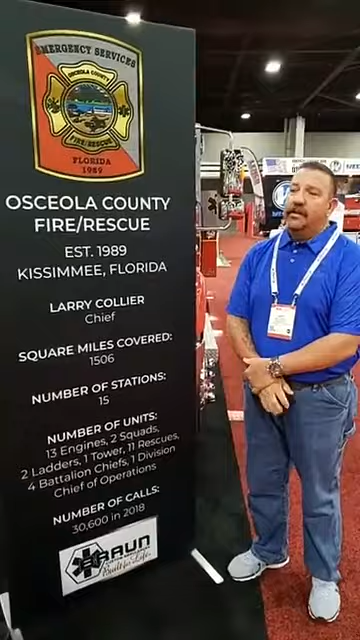 EMERGENCY SERVICES
OSCEOLA COUNTY
FIRE/RESCUE
FLORIDA
1989
OSCEOLA COUNTY
FIRE/RESCUE
EST. 1989
KISSIMMEE, FLORIDA
LARRY COLLIER
Chief
SQUARE MILES COVERED:
1506
NUMBER OF STATIONS:
15
NUMBER OF UNITS:
13 Engines, 2 Squads,
2 Ladders, 1 Tower, 11 Rescues,
4 Battalion Chiefs, 1 Division
Chief of Operations
NUMBER OF CALLS:
30,600 in 2018
BRAUN
Built for Life.